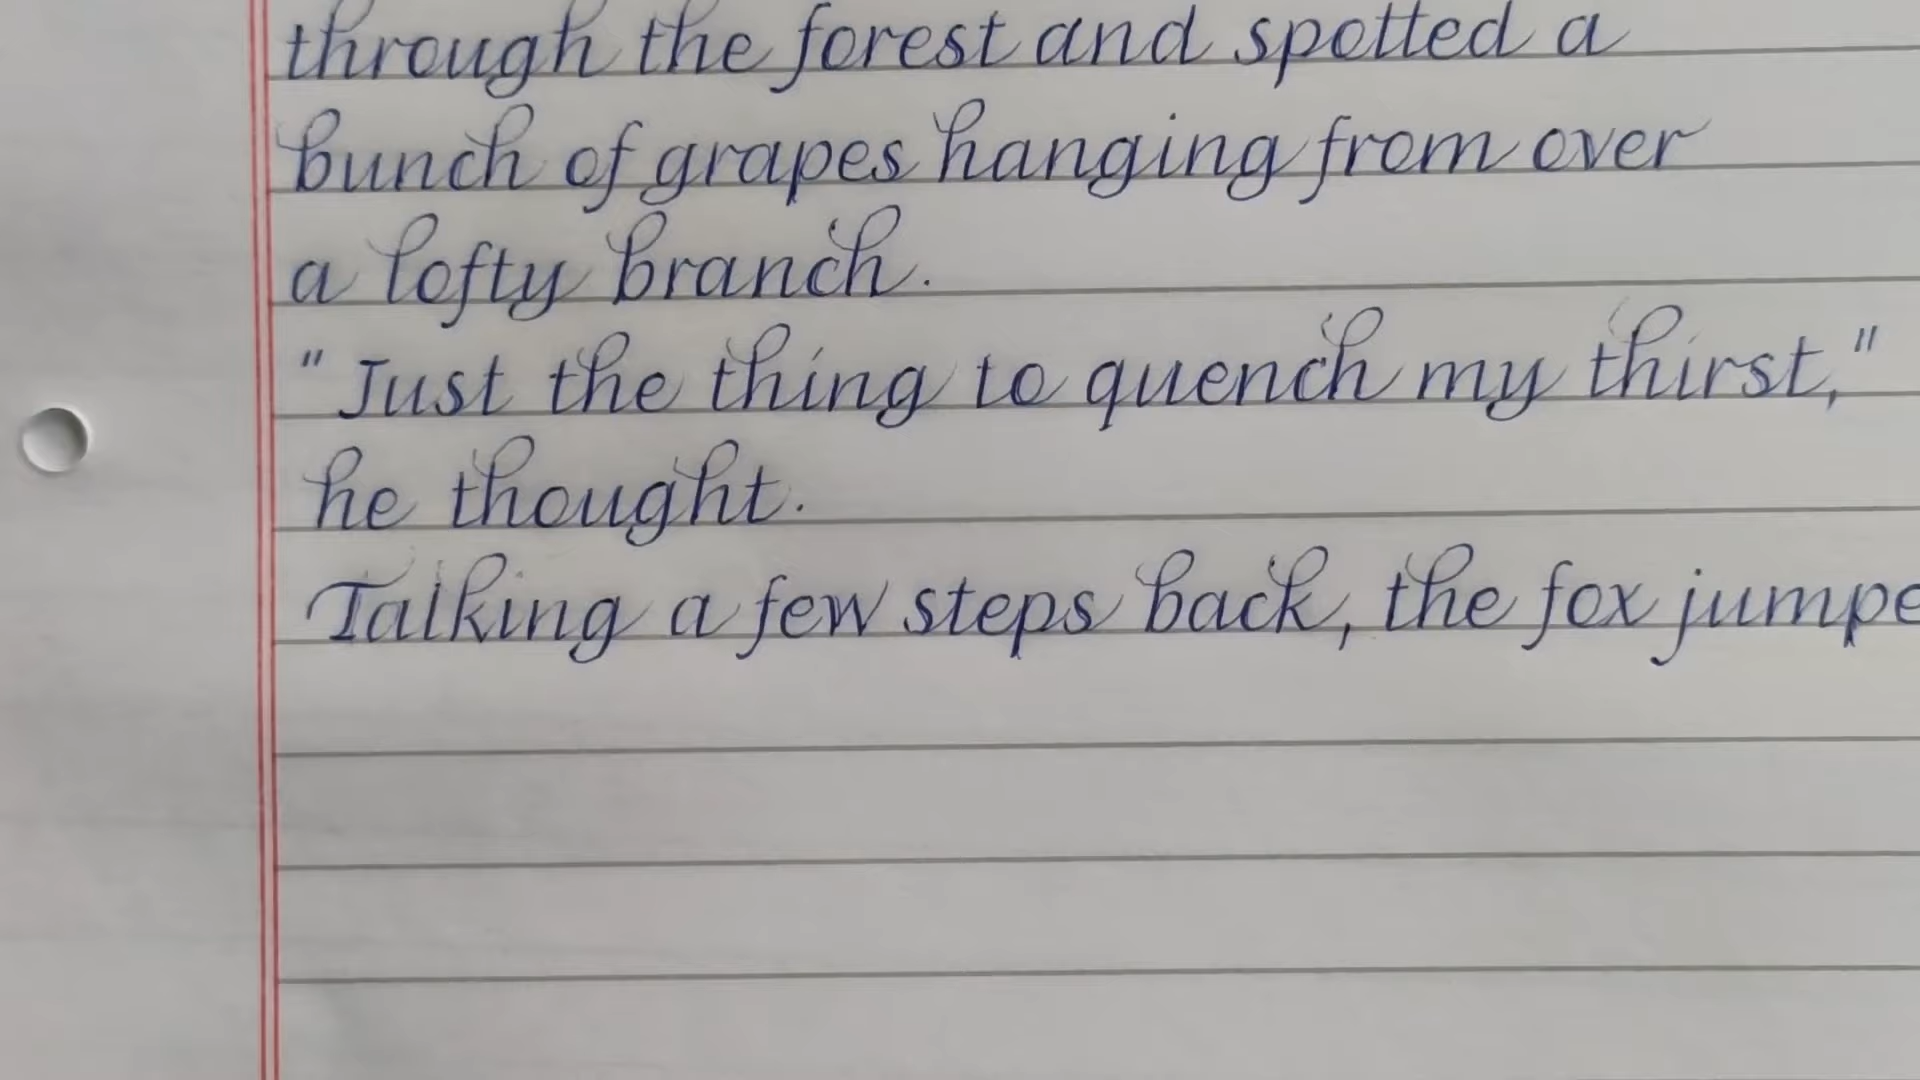 through the forest and spotted a
bunch of grapes hanging from over
a lofty branch.
"Just the thing to quench my thirst,"
he thought.
Talking a few steps back, the fox jumpe